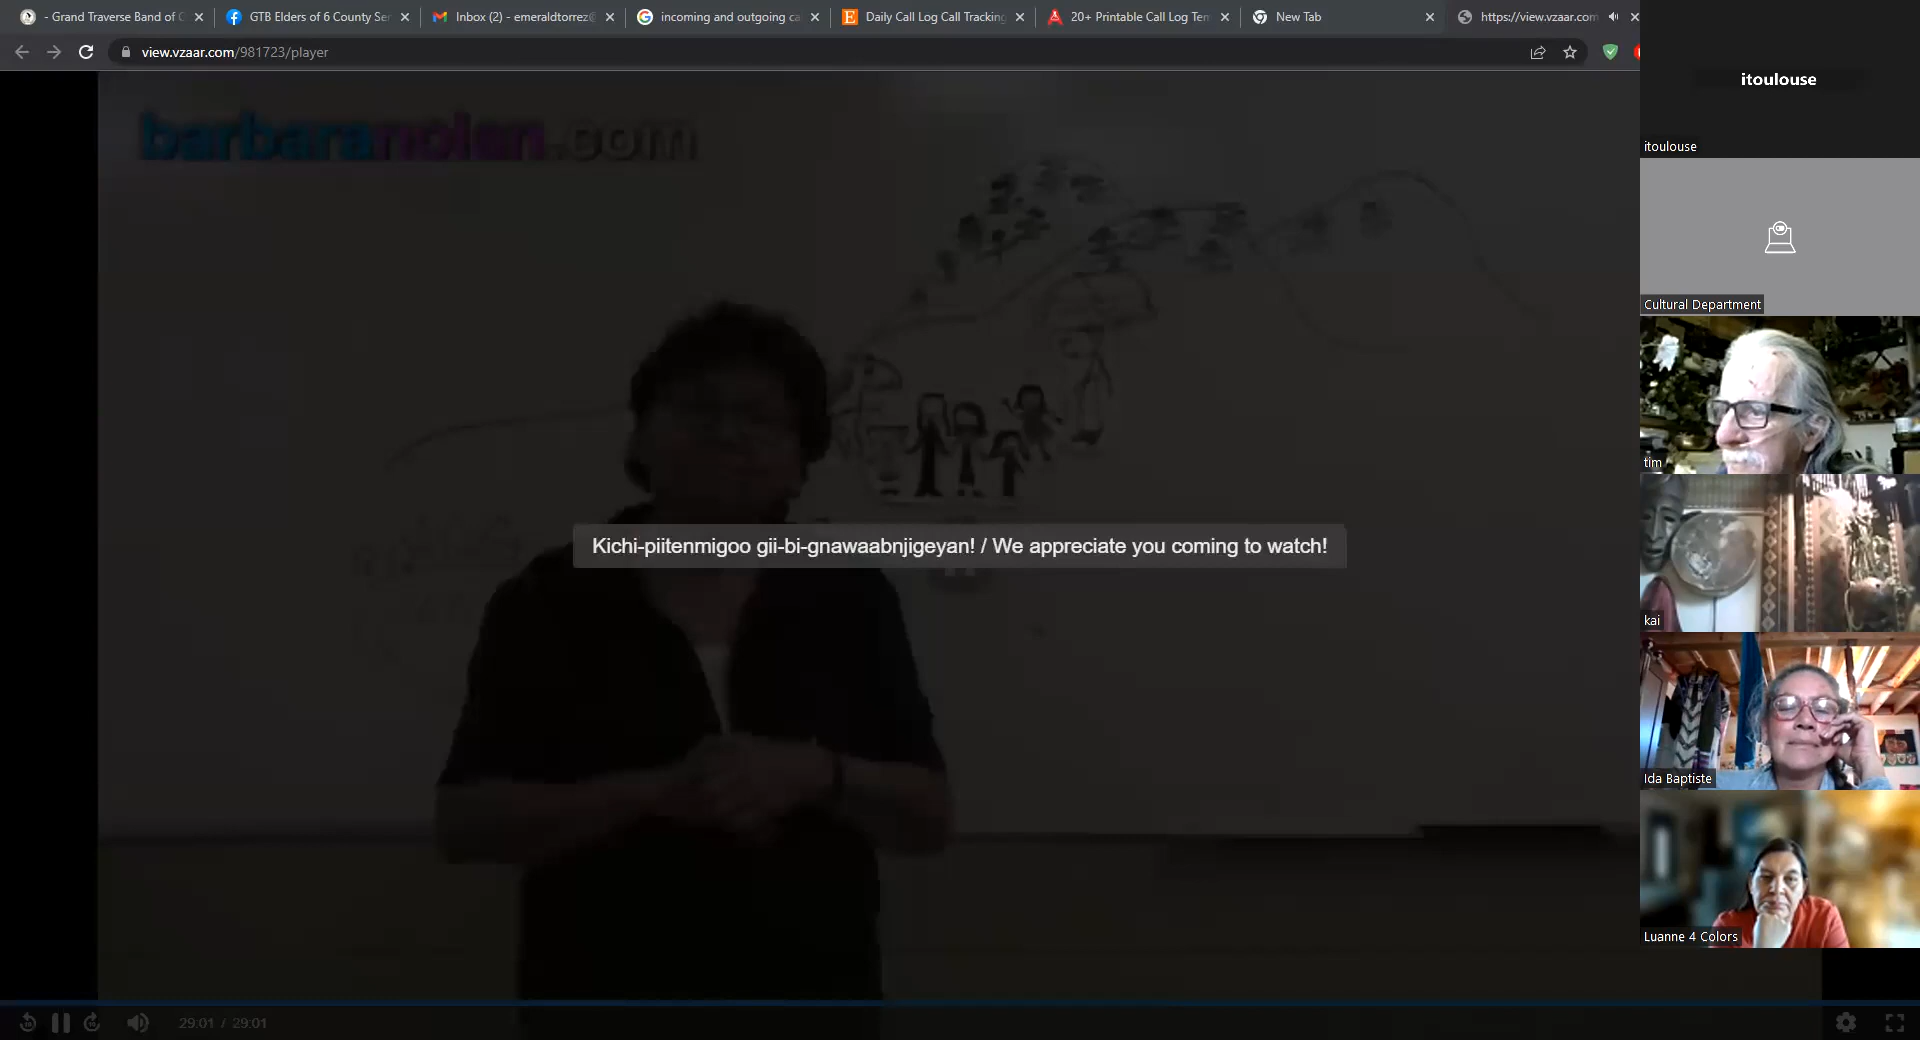 - Grand Traverse Band of O
GTB Elders of 6 County Ser
Inbox (2) - emeraldtorrez@
incoming and outgoing ca
Daily Call Log Call Tracking
20+ Printable Call Log Tem
New Tab
https://view.vzaar.com
view.vzaar.com/981723/player
barbaranolan.com
Kichi-piitenmigoo gii-bi-gnawaabnjigeyan! / We appreciate you coming to watch!
29:01 / 29:01
itoulouse
itoulouse
Cultural Department
tim
kai
Ida Baptiste
Luanne 4 Colors